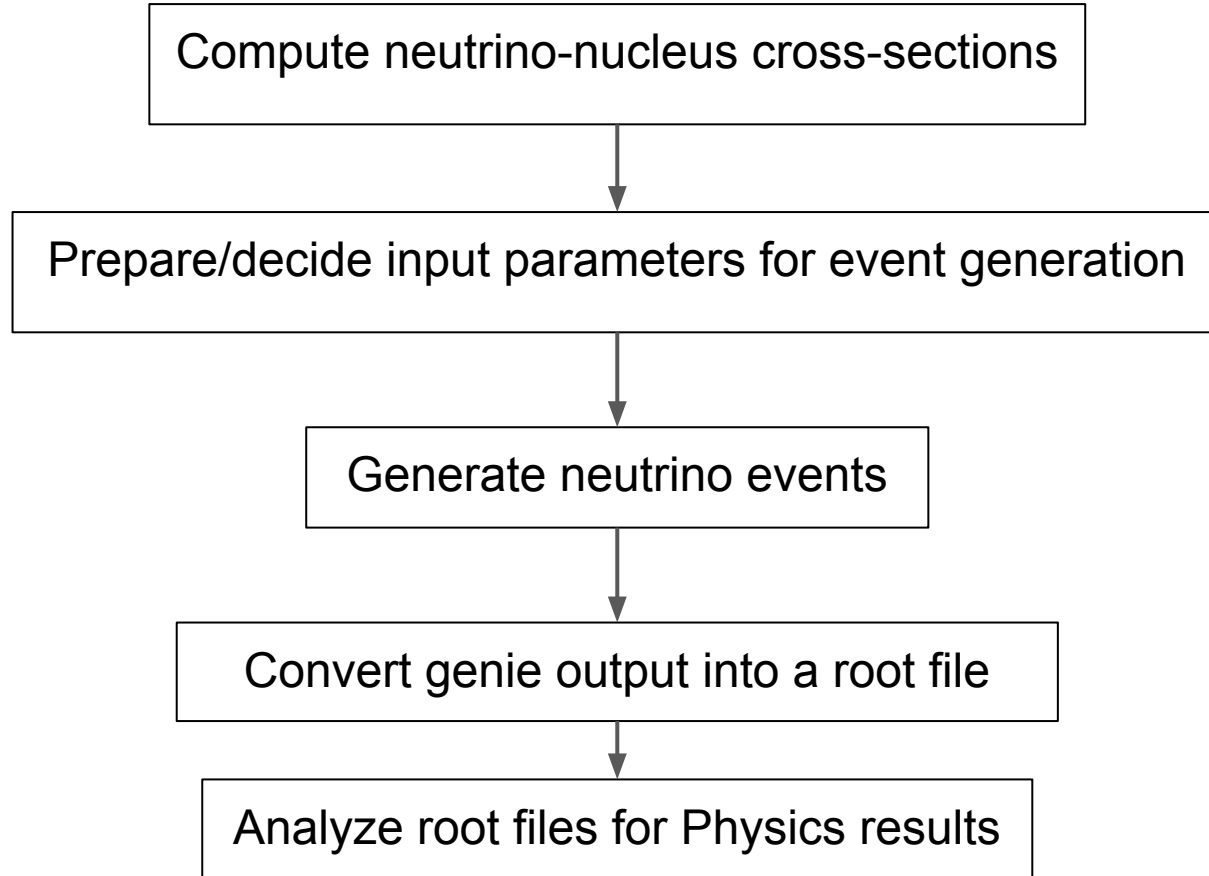 Compute neutrino-nucleus cross-sections
Prepare/decide input parameters for event generation
Generate neutrino events
Convert genie output into a root file
Analyze root files for Physics results